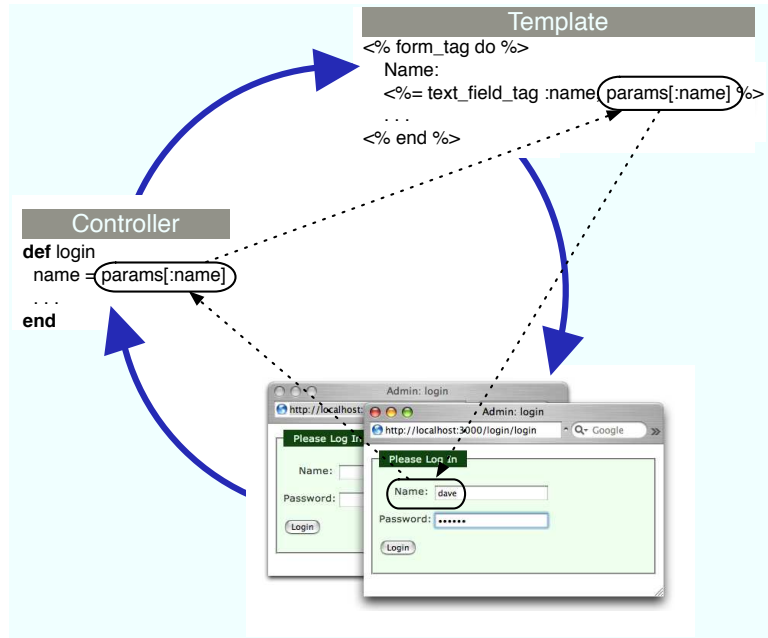 Template
<% form_tag do %>
Name:
<%= text_field_tag :name, params[:name] %>
. . .
<% end %>
Controller
def login
name = params[:name]
. . .
end
Admin: login
http://localhost:
Please Log In
Name:
Password:
Login
Admin: login
http://localhost:3000/login/login
Google
Please Log In
Name: dave
Password: ••••••
Login